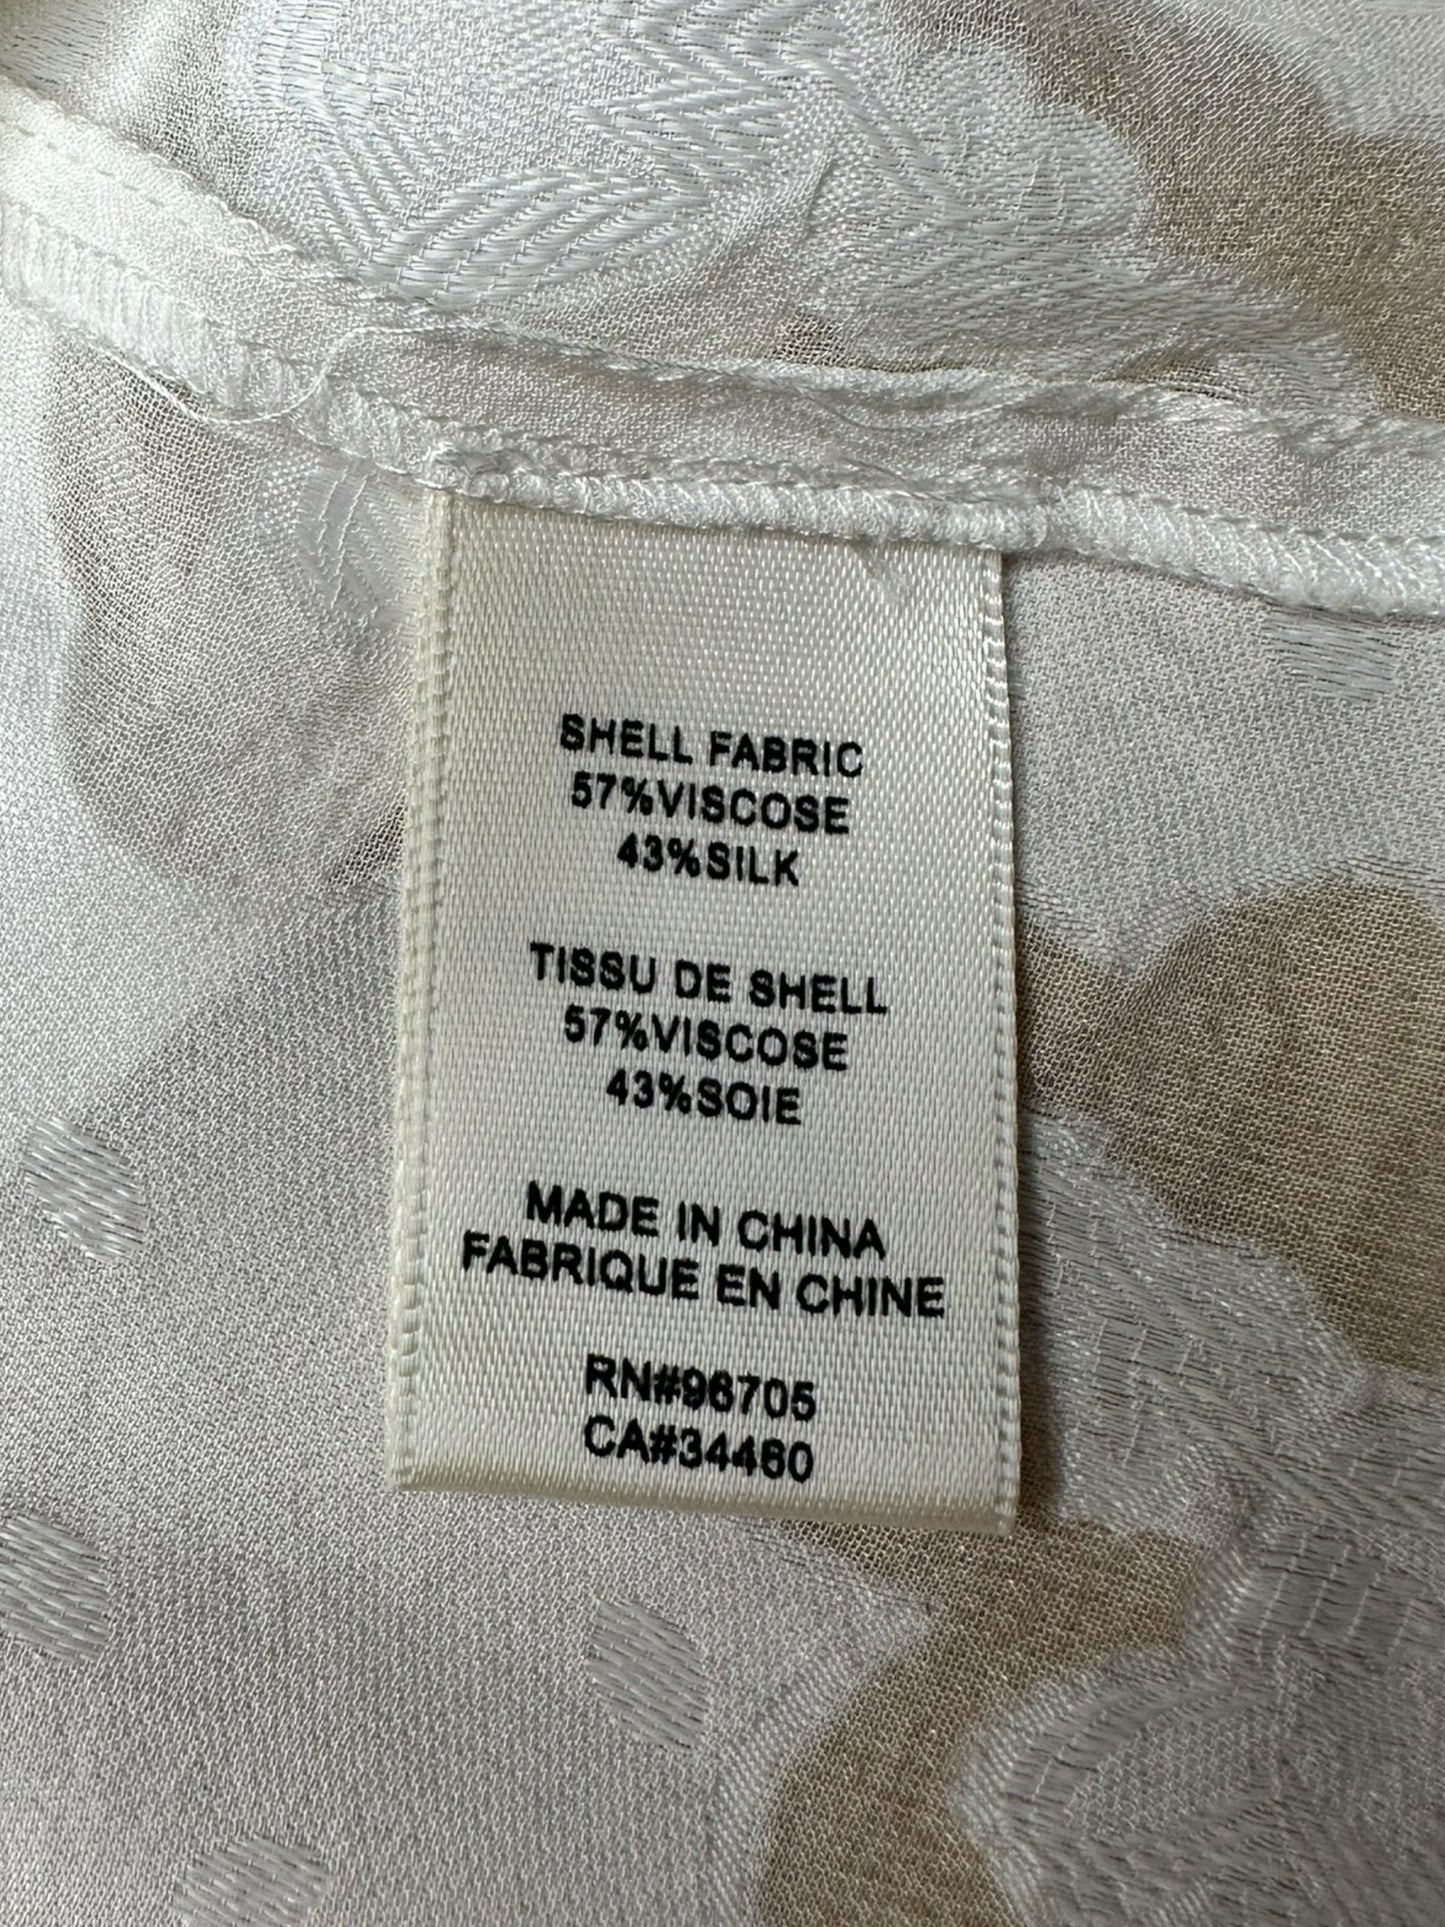 SHELL FABRIC
57%VISCOSE
43%SILK
TISSU DE SHELL
57%VISCOSE
43%SOIE
MADE IN CHINA
FABRIQUE EN CHINE
RN#96705
CA#34460